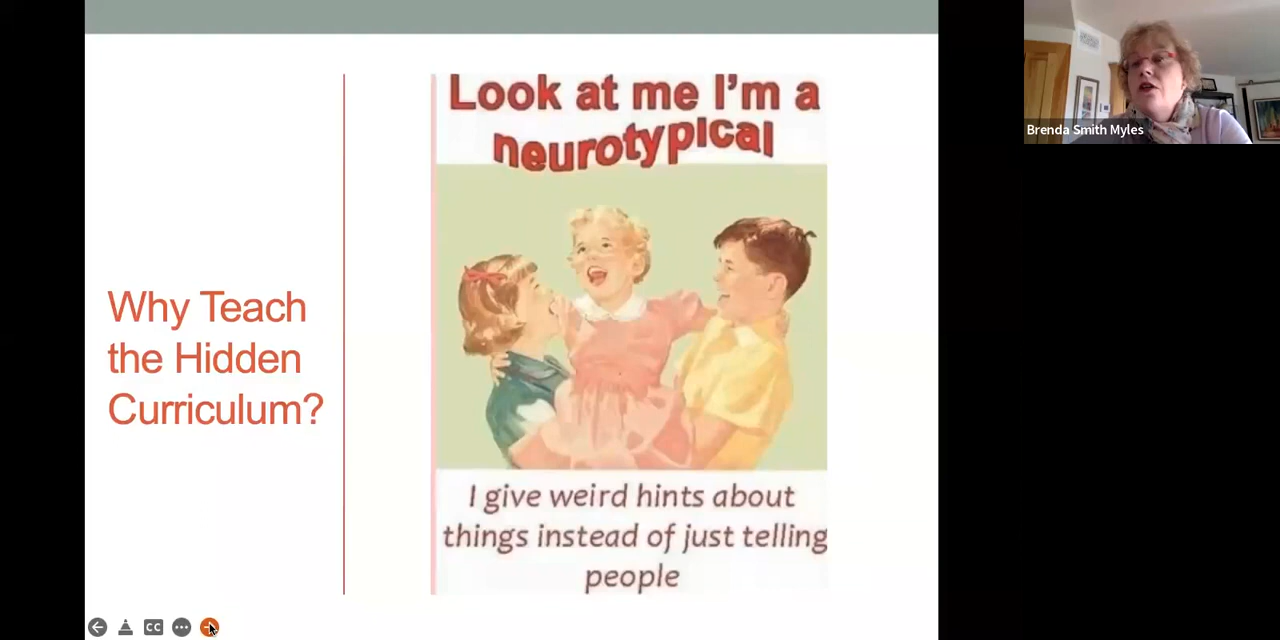 Look at me I'm a
neurotypical
Why Teach
the Hidden
Curriculum?
I give weird hints about
things instead of just telling
people
CC
Brenda Smith Myles